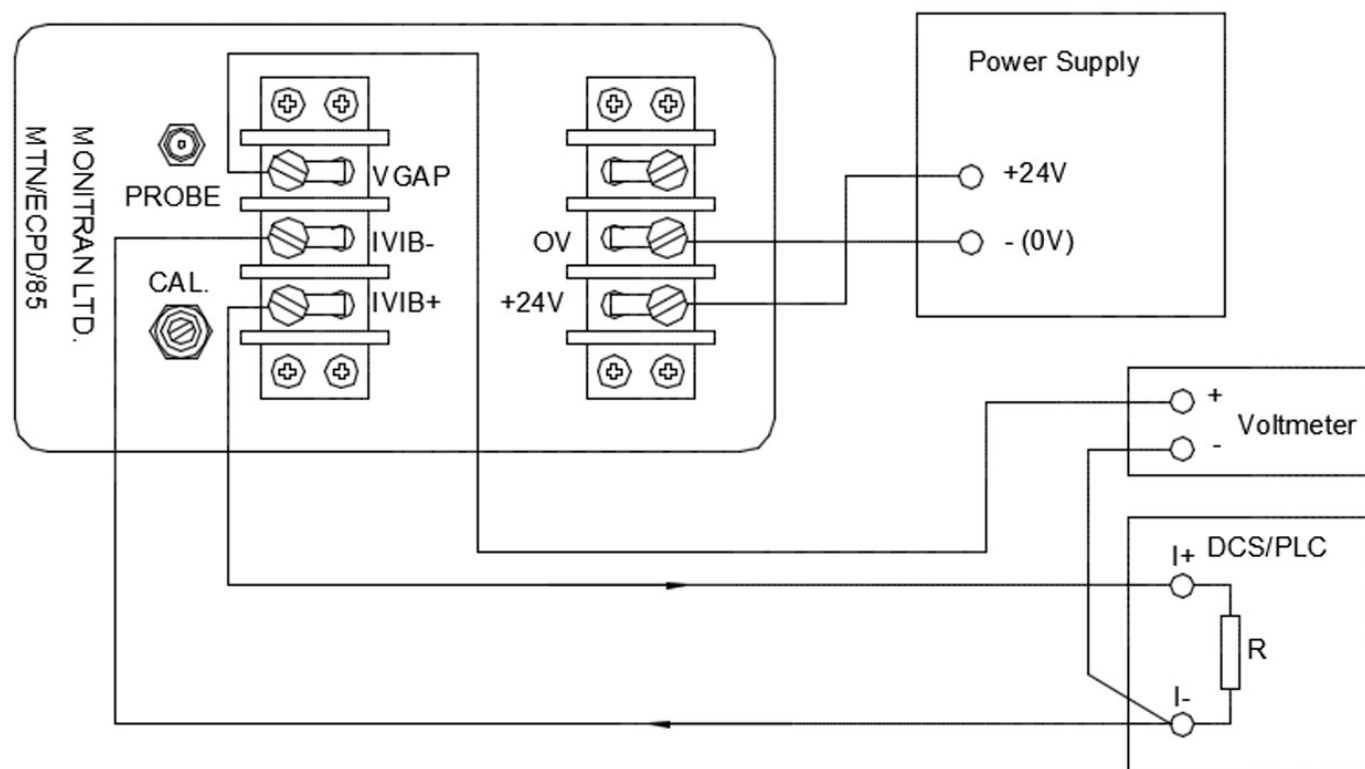 MONITRAN LTD.
MTN/ECPD/85
PROBE
CAL.
VGAP
IVIB-
IVIB+
OV
+24V
Power Supply
+24V
- (0V)
+
Voltmeter
-
DCS/PLC
I+
R
I-